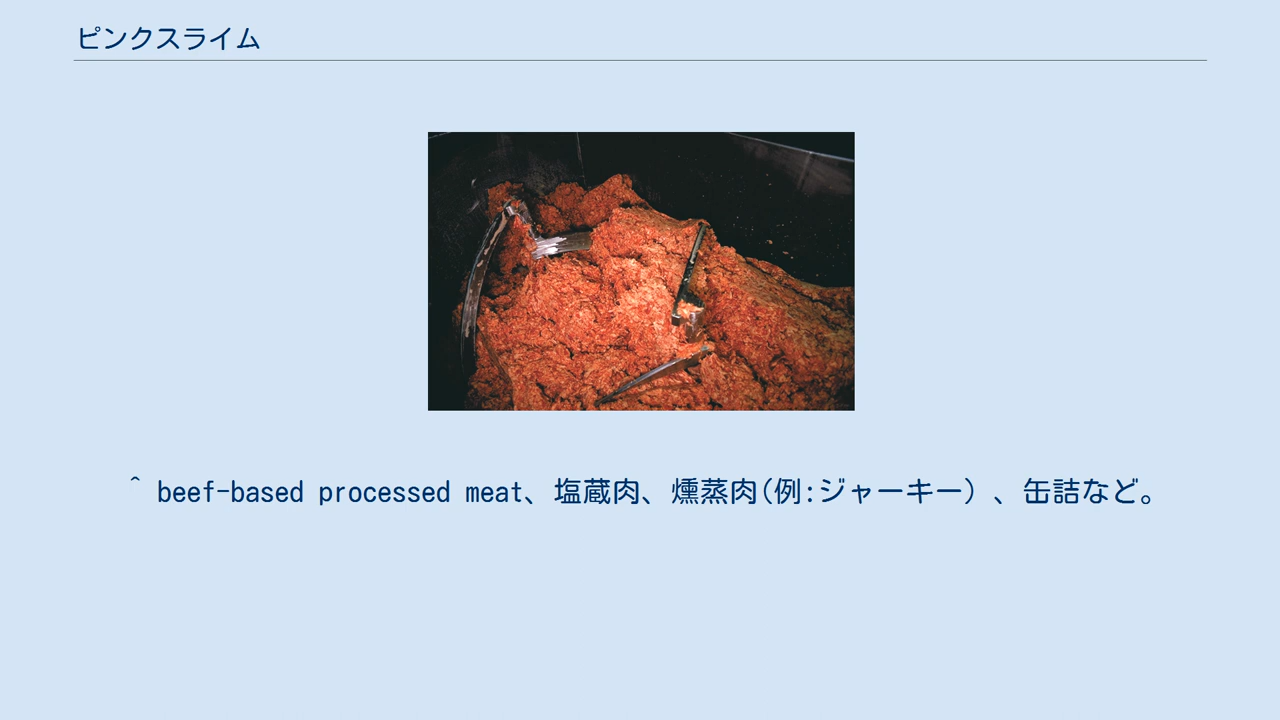 ピンクスライム
^ beef-based processed meat、塩蔵肉、燻蒸肉(例:ジャーキー) 、缶詰など。